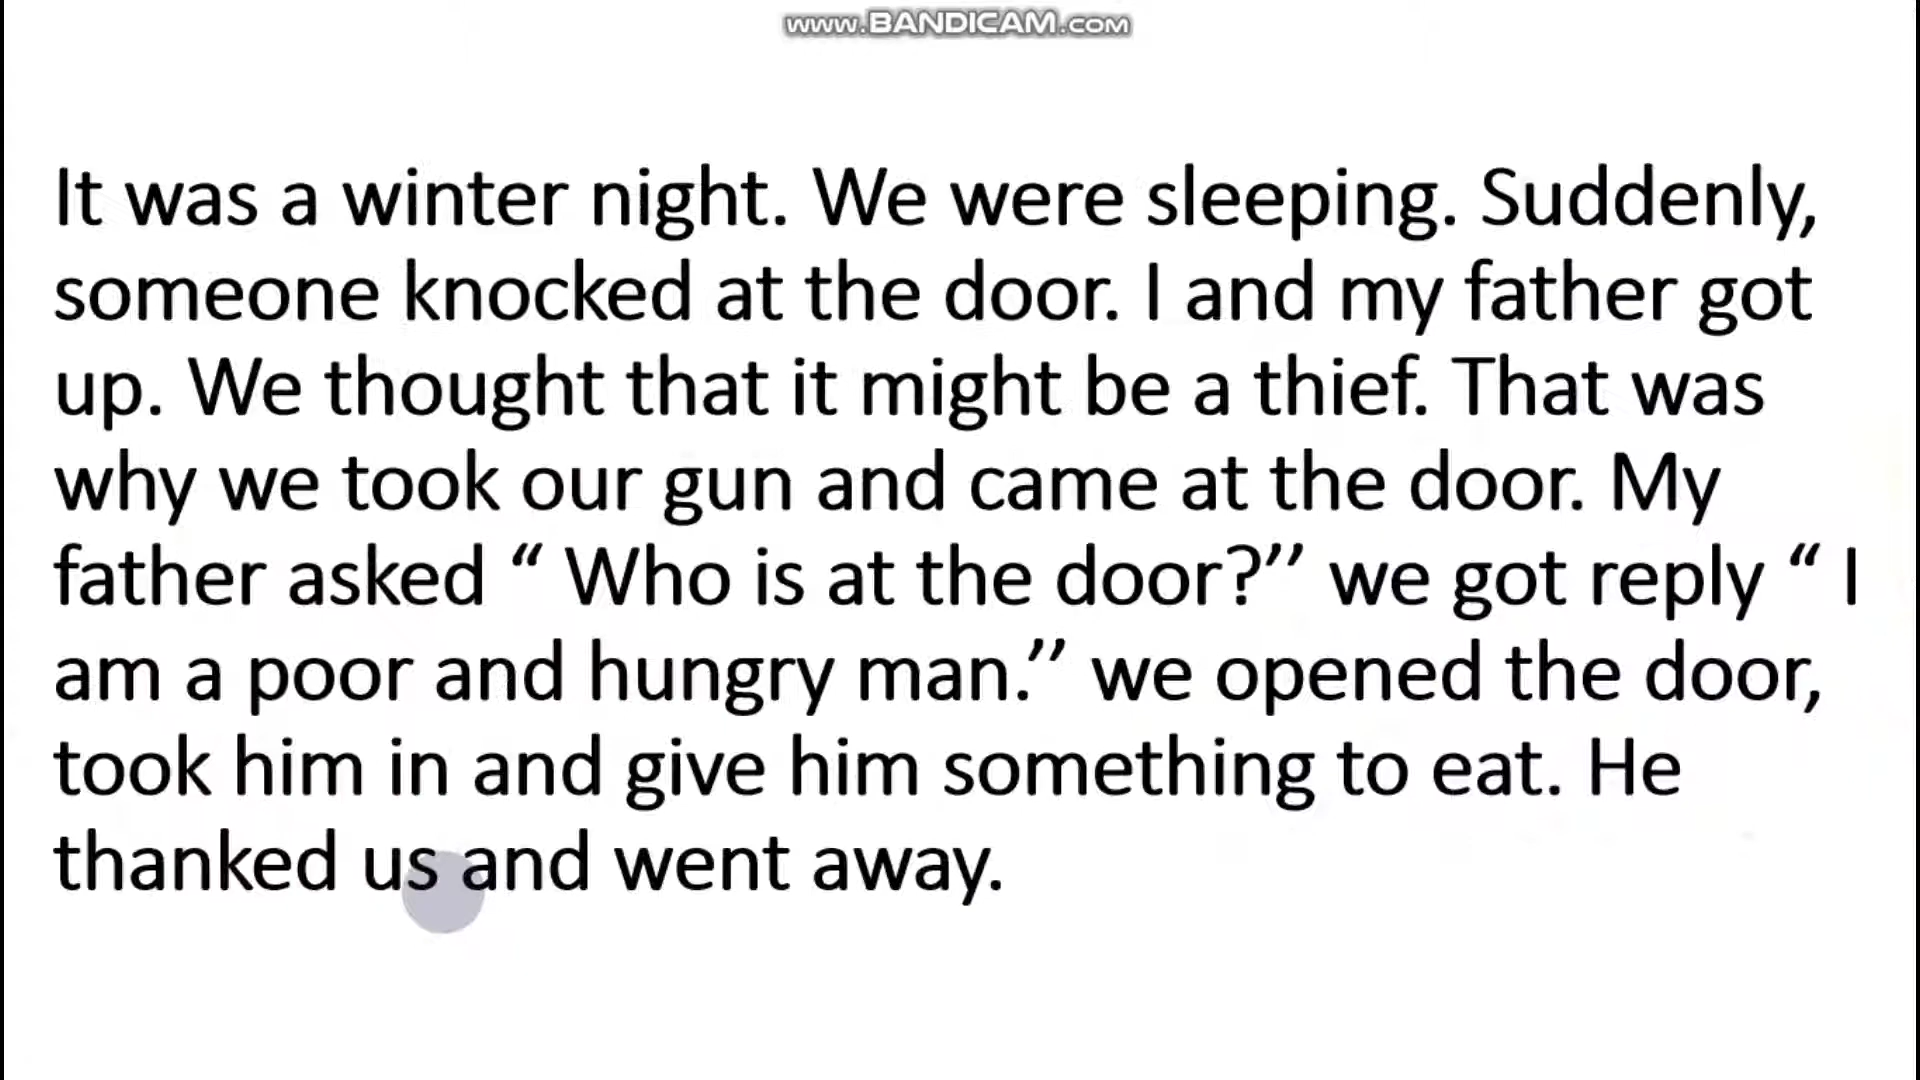 www.BANDICAM.com
It was a winter night. We were sleeping. Suddenly,
someone knocked at the door. I and my father got
up. We thought that it might be a thief. That was
why we took our gun and came at the door. My
father asked “ Who is at the door?’’ we got reply “ I
am a poor and hungry man.’’ we opened the door,
took him in and give him something to eat. He
thanked us and went away.